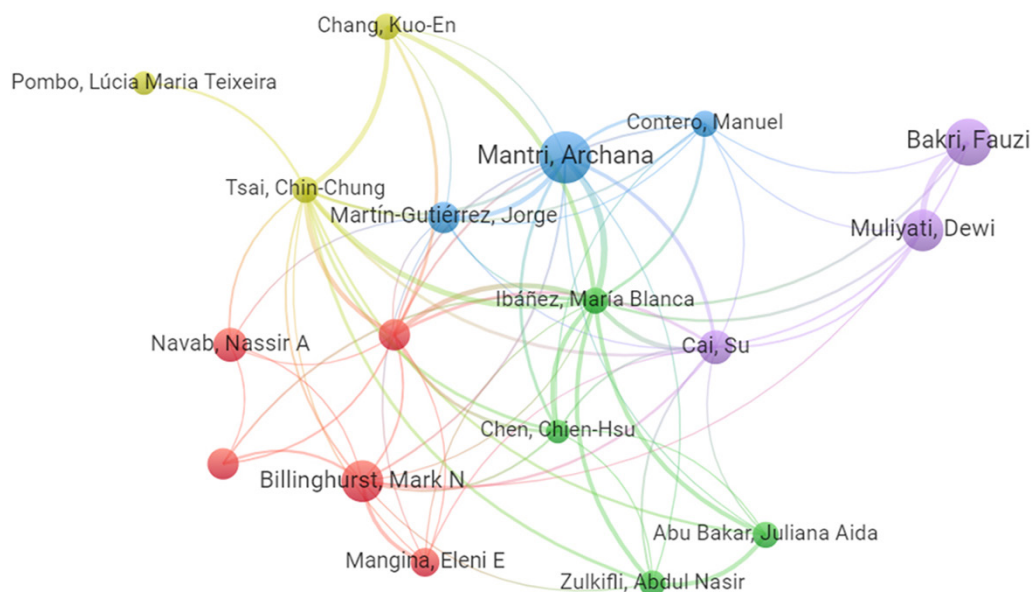 Chang, Kuo-En
Pombo, Lúcia Maria Teixeira
Contero, Manuel
Bakri, Fauzi
Mantri, Archana
Tsai, Chin-Chung
Martín-Gutiérrez, Jorge
Muliyati, Dewi
Ibáñez, María Blanca
Navab, Nassir A
Cai, Su
Chen, Chien-Hsu
Billinghurst, Mark N
Abu Bakar, Juliana Aida
Mangina, Eleni E
Zulkifli, Abdul Nasir